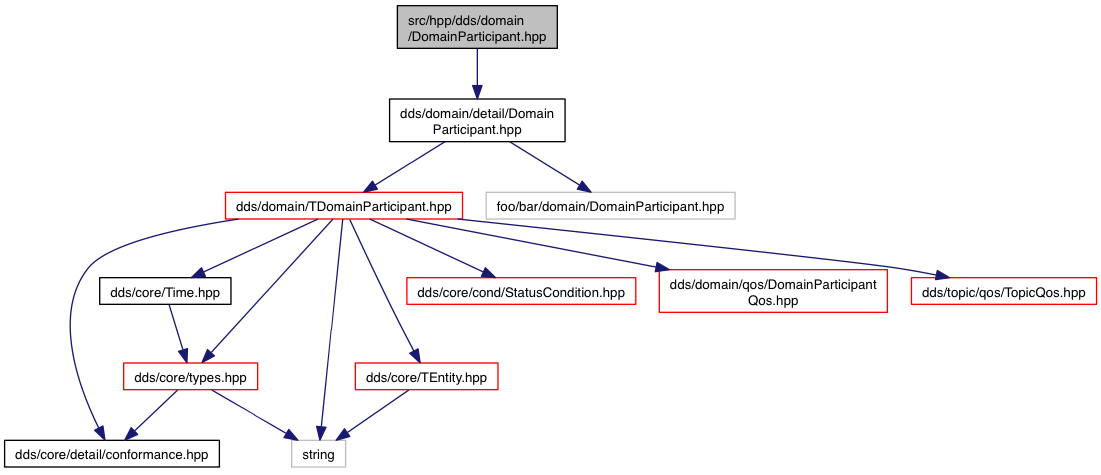 src/hpp/dds/domain
/DomainParticipant.hpp
dds/domain/detail/Domain
Participant.hpp
dds/domain/TDomainParticipant.hpp
foo/bar/domain/DomainParticipant.hpp
dds/core/Time.hpp
dds/core/cond/StatusCondition.hpp
dds/domain/qos/DomainParticipant
Qos.hpp
dds/topic/qos/TopicQos.hpp
dds/core/types.hpp
dds/core/TEntity.hpp
dds/core/detail/conformance.hpp
string